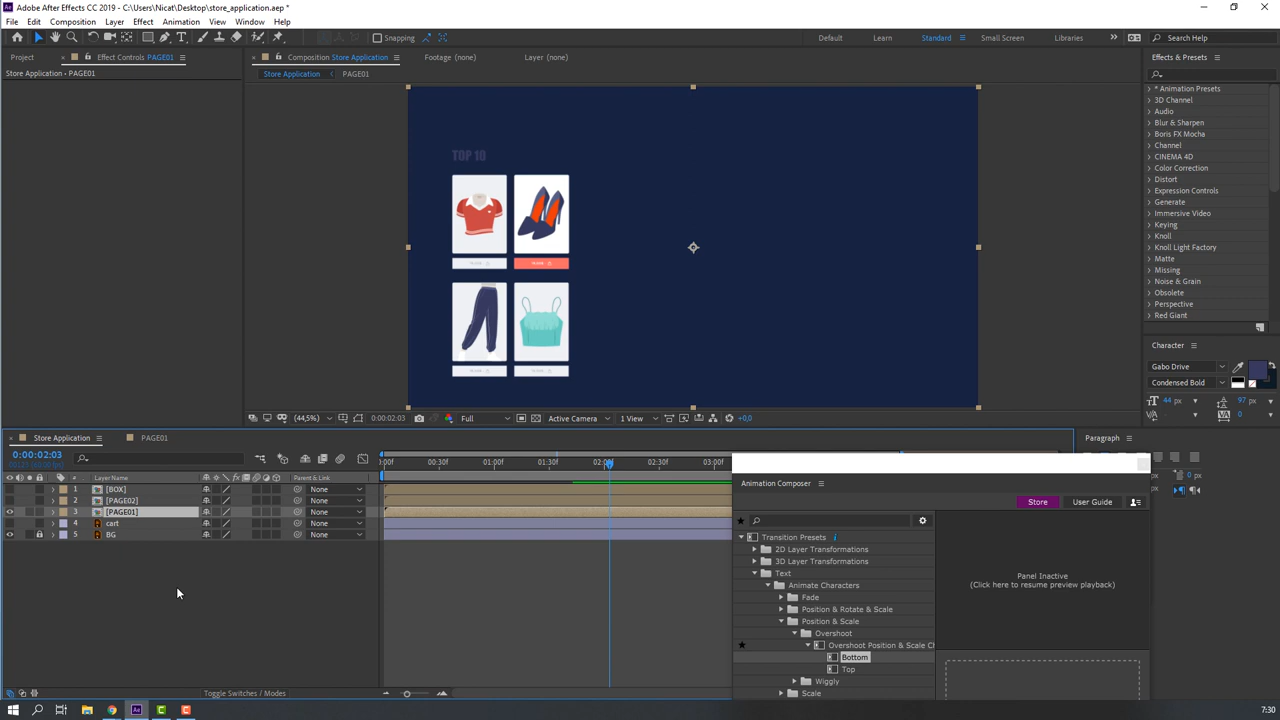 Adobe After Effects CC 2019 - C:\Users\Nicat\Desktop\store_application.aep *
File Edit Composition Layer Effect Animation View Window Help
Snapping
Default Learn Standard Small Screen Libraries Search Help
Project Effect Controls PAGE01
Composition Store Application Footage (none) Layer (none)
Effects & Presets
Store Application • PAGE01
Store Application PAGE01
* Animation Presets
3D Channel
Audio
Blur & Sharpen
Boris FX Mocha
Channel
CINEMA 4D
Color Correction
Distort
Expression Controls
Generate
Immersive Video
Keying
Knoll
Knoll Light Factory
Matte
Missing
Noise & Grain
Obsolete
Perspective
Red Giant
TOP 10
Character
Gabo Drive
Condensed Bold
44 px 97 px
0
(44,5%) 0:00:02:03 Full Active Camera 1 View +0,0
Store Application PAGE01
Paragraph
0:00:02:03
:00f 00:30f 01:00f 01:30f 02:00f 02:30f 03:00f
# Layer Name Parent & Link
1 [BOX] None
2 [PAGE02] None
3 [PAGE01] None
4 cart None
5 BG None
Animation Composer
Store User Guide
0 px
0 px
Transition Presets
2D Layer Transformations
3D Layer Transformations
Text
Animate Characters
Fade
Position & Rotate & Scale
Position & Scale
Overshoot
Overshoot Position & Scale Ch
Bottom
Top
Wiggly
Scale
Panel Inactive
(Click here to resume preview playback)
Toggle Switches / Modes
7:30